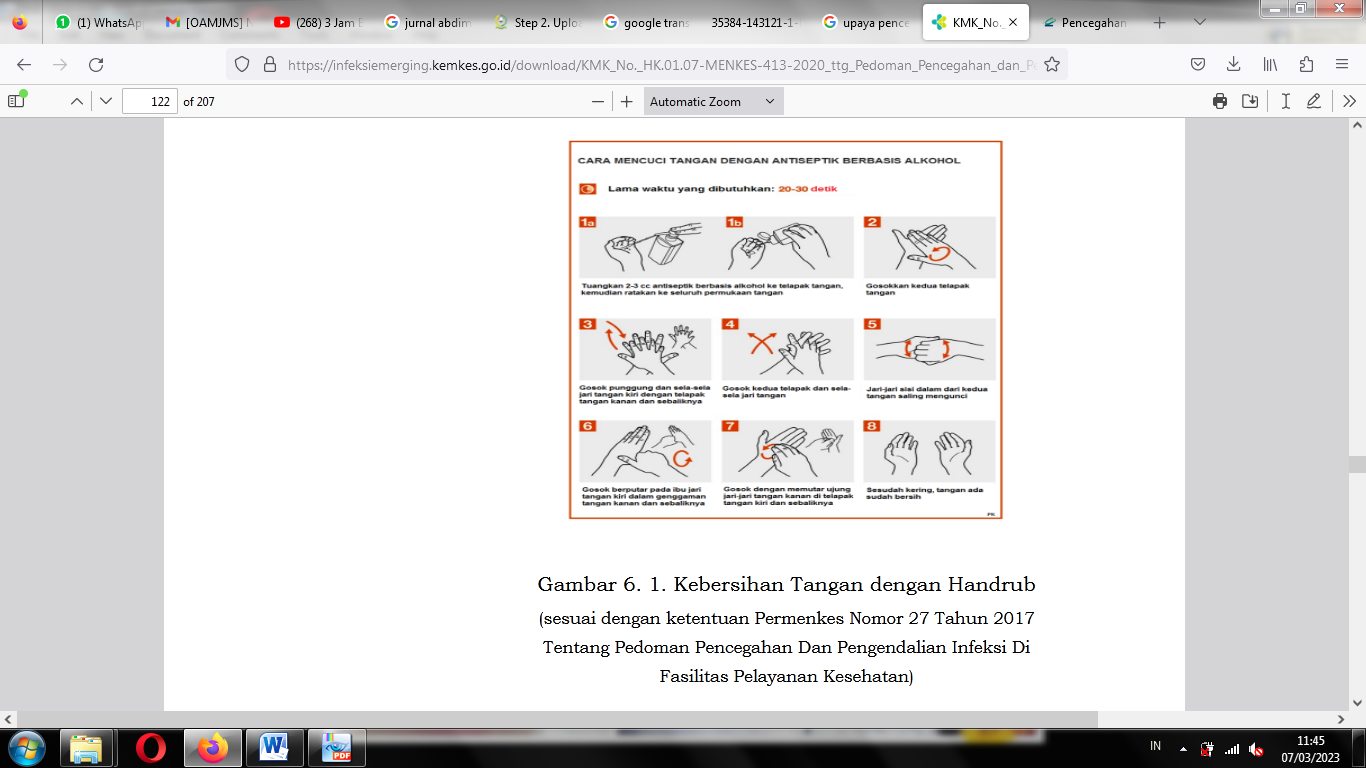 (1) WhatsAp
[OAMJMS] M
(268) 3 Jam B
jurnal abdim
Step 2. Uplo
google trans
35384-143121-1-
upaya pence
KMK_No.
Pencegahan
https://infeksiemerging.kemkes.go.id/download/KMK_No._HK.01.07-MENKES-413-2020_ttg_Pedoman_Pencegahan_dan_P
122 of 207
Automatic Zoom
CARA MENCUCI TANGAN DENGAN ANTISEPTIK BERBASIS ALKOHOL
Lama waktu yang dibutuhkan: 20-30 detik
1a
1b
Tuangkan 2-3 cc antiseptik berbasis alkohol ke telapak tangan,
kemudian ratakan ke seluruh permukaan tangan
2
Gosokkan kedua telapak
tangan
3
Gosok punggung dan sela-sela
jari tangan kiri dengan telapak
tangan kanan dan sebaliknya
4
Gosok kedua telapak dan sela-
sela jari tangan
5
Jari-jari sisi dalam dari kedua
tangan saling mengunci
6
Gosok berputar pada ibu jari
tangan kiri dalam genggaman
tangan kanan dan sebaliknya
7
Gosok dengan memutar ujung
jari-jari tangan kanan di telapak
tangan kiri dan sebaliknya
8
Sesudah kering, tangan ada
sudah bersih
PK
Gambar 6. 1. Kebersihan Tangan dengan Handrub
(sesuai dengan ketentuan Permenkes Nomor 27 Tahun 2017
Tentang Pedoman Pencegahan Dan Pengendalian Infeksi Di
Fasilitas Pelayanan Kesehatan)
PDF
IN
11:45
07/03/2023